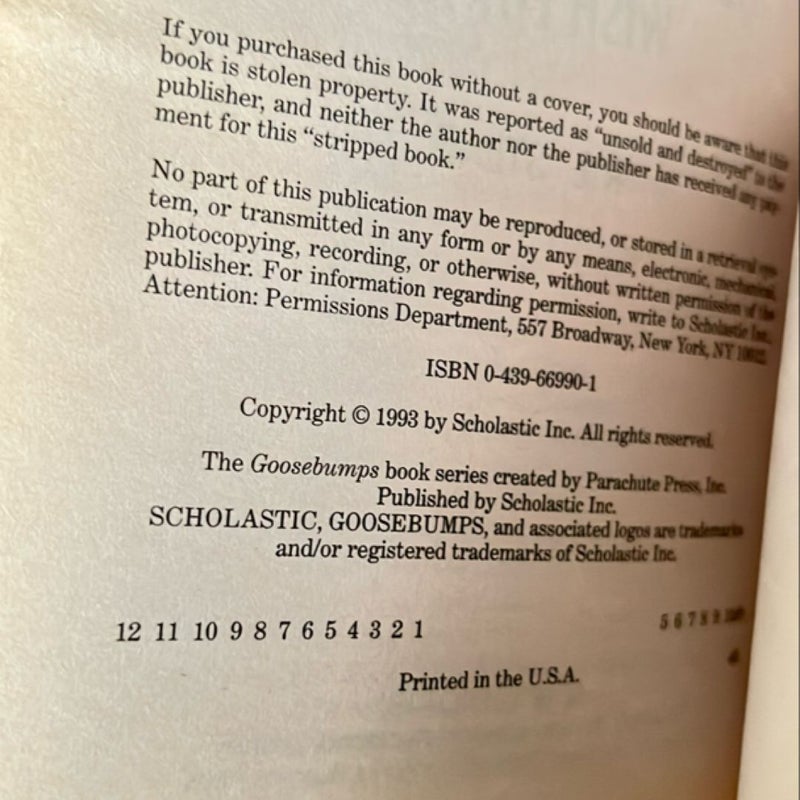 If you purchased this book without a cover, you should be aware that this
book is stolen property. It was reported as "unsold and destroyed" to the
publisher, and neither the author nor the publisher has received any pay-
ment for this "stripped book."
No part of this publication may be reproduced, or stored in a retrieval sys-
tem, or transmitted in any form or by any means, electronic, mechanical,
photocopying, recording, or otherwise, without written permission of the
publisher. For information regarding permission, write to Scholastic Inc.,
Attention: Permissions Department, 557 Broadway, New York, NY
ISBN 0-439-66990-1
Copyright © 1993 by Scholastic Inc. All rights reserved.
The Goosebumps book series created by Parachute Press, Inc.
Published by Scholastic Inc.
SCHOLASTIC, GOOSEBUMPS, and associated logos are trademarks
and/or registered trademarks of Scholastic Inc.
12 11 10 9 8 7 6 5 4 3 2 1 5 6 7 8 9
Printed in the U.S.A.